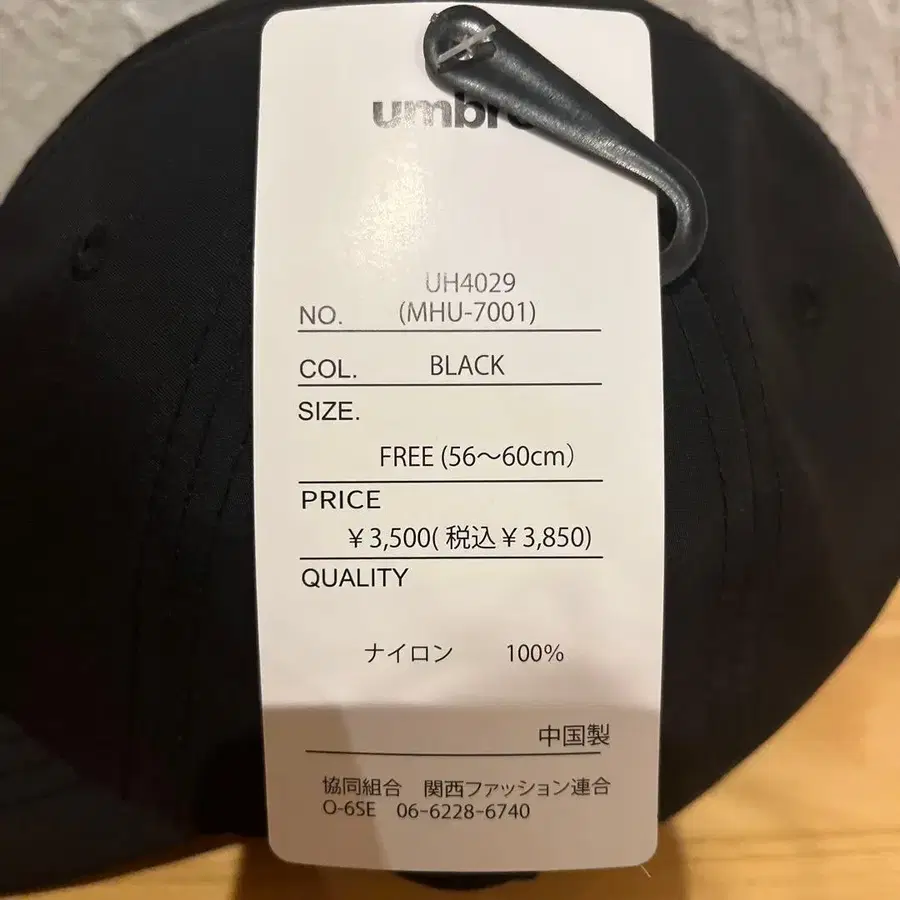 umbro
UH4029
NO. (MHU-7001)
COL. BLACK
SIZE.
FREE (56～60cm)
PRICE
￥3,500( 税込￥3,850)
QUALITY
ナイロン 100%
中国製
協同組合 関西ファッション連合
O-6SE 06-6228-6740